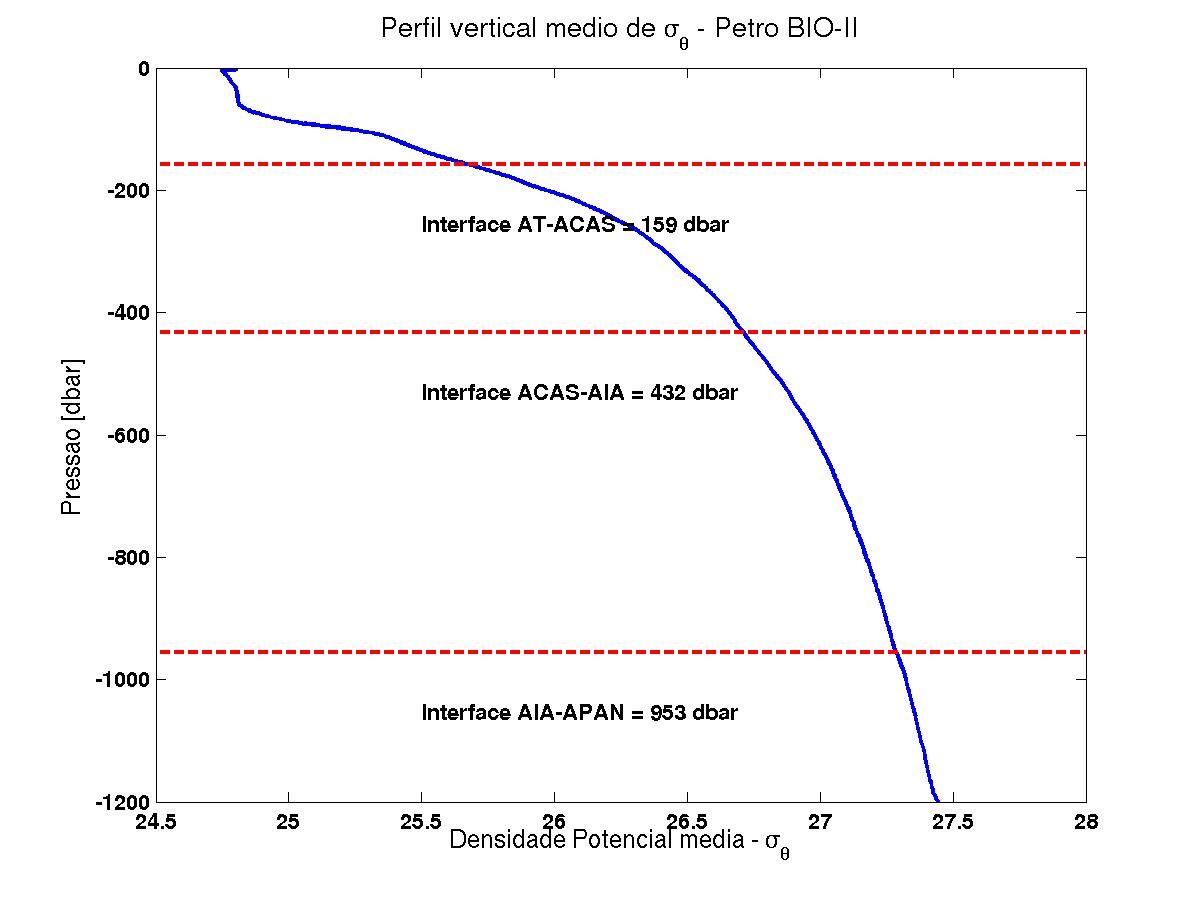 Perfil vertical medio de σθ - Petro BIO-II
0
-200
Interface AT-ACAS = 159 dbar
-400
Interface ACAS-AIA = 432 dbar
Pressao [dbar]
-600
-800
-1000
Interface AIA-APAN = 953 dbar
-1200
24.5 25 25.5 26 26.5 27 27.5 28
Densidade Potencial media - σθ